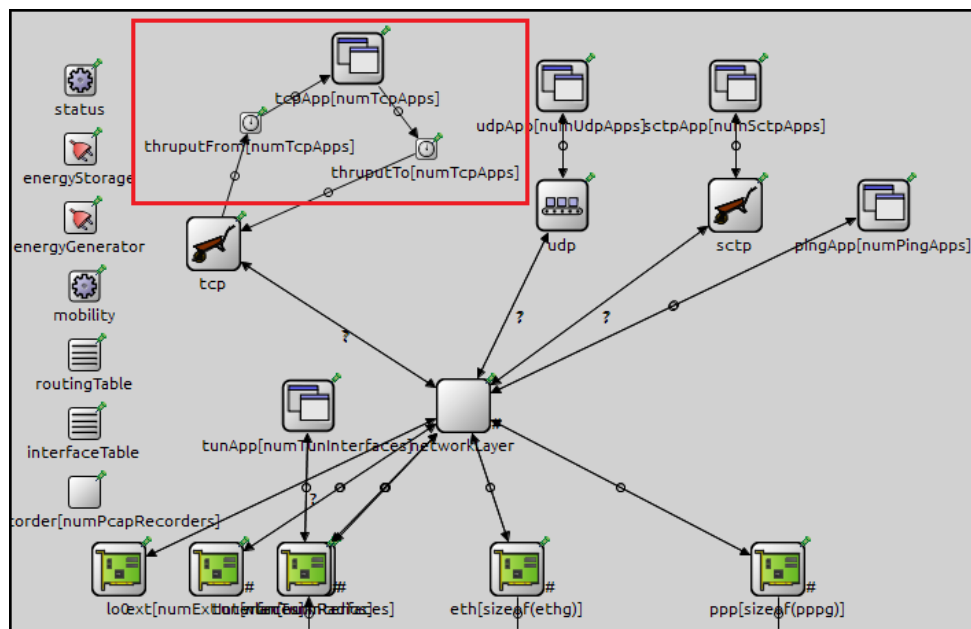 tcpApp[numTcpApps]
status
udpApp[numUdpApps]
sctpApp[numSctpApps]
thruputFrom[numTcpApps]
thruputTo[numTcpApps]
energyStorage
energyGenerator
tcp
udp
sctp
pingApp[numPingApps]
mobility
?
?
?
routingTable
tunApp[numTunInterfaces]
networkLayer
#
interfaceTable
?
corder[numPcapRecorders]
#
#
#
#
lo0
eth[sizeof(ethg)]
ppp[sizeof(pppg)]